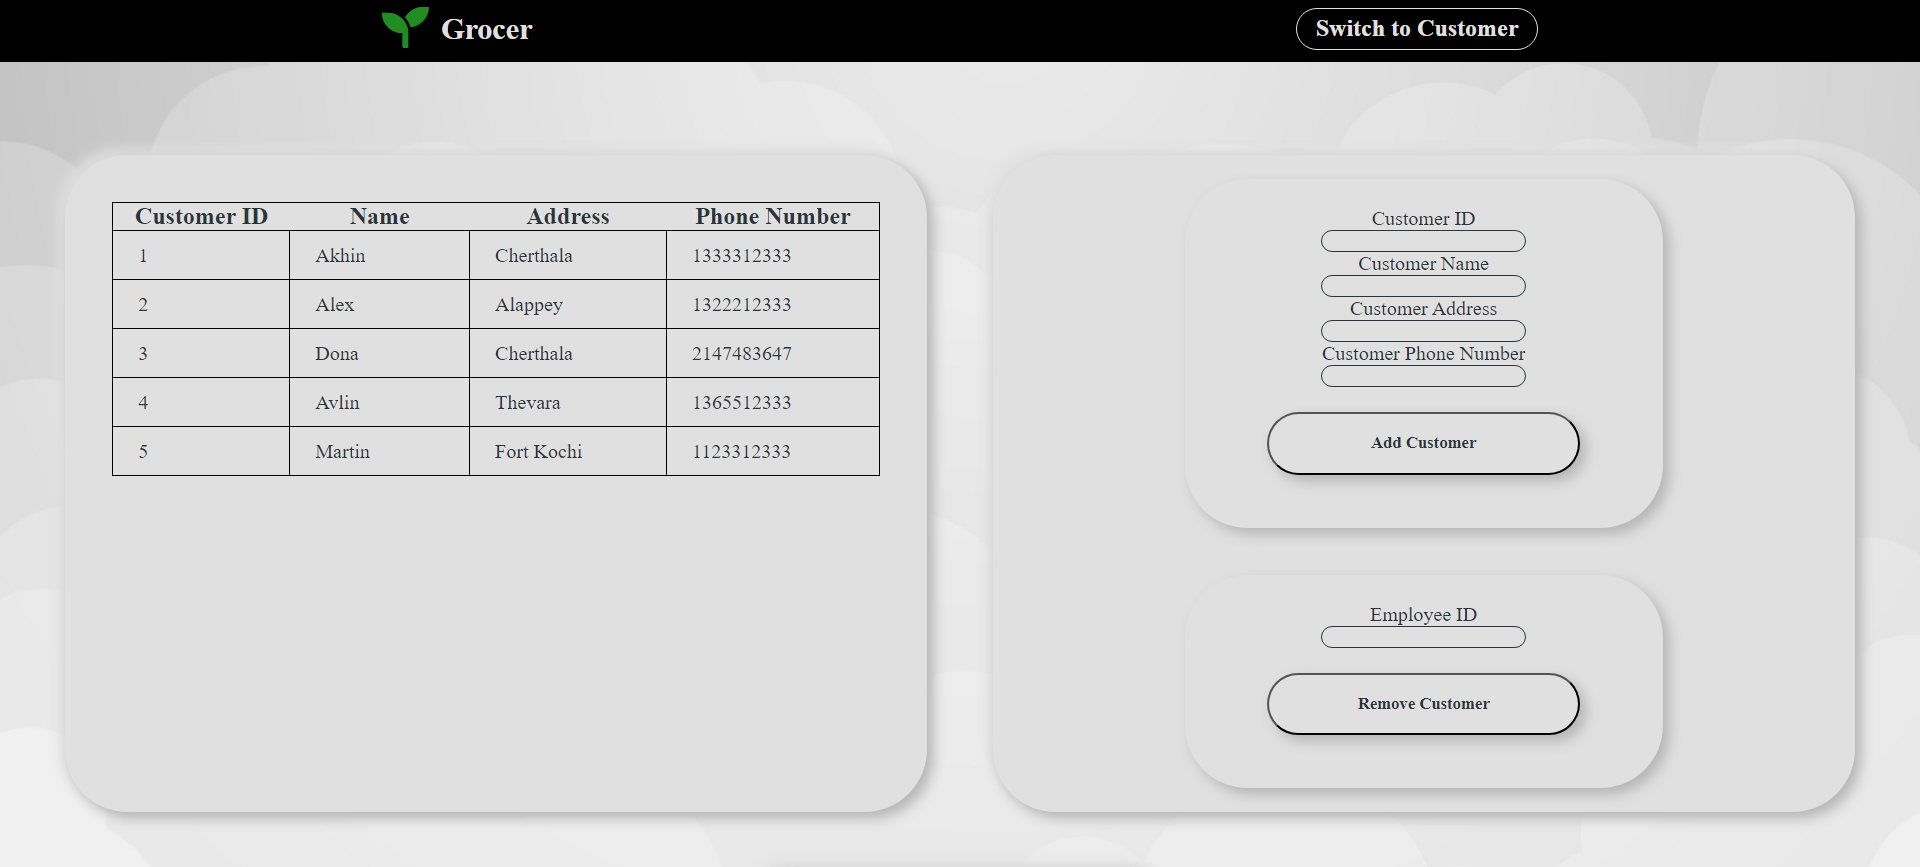 Grocer
Switch to Customer
Customer ID Name Address Phone Number
1 Akhin Cherthala 1333312333
2 Alex Alappey 1322212333
3 Dona Cherthala 2147483647
4 Avlin Thevara 1365512333
5 Martin Fort Kochi 1123312333
Customer ID
Customer Name
Customer Address
Customer Phone Number
Add Customer
Employee ID
Remove Customer